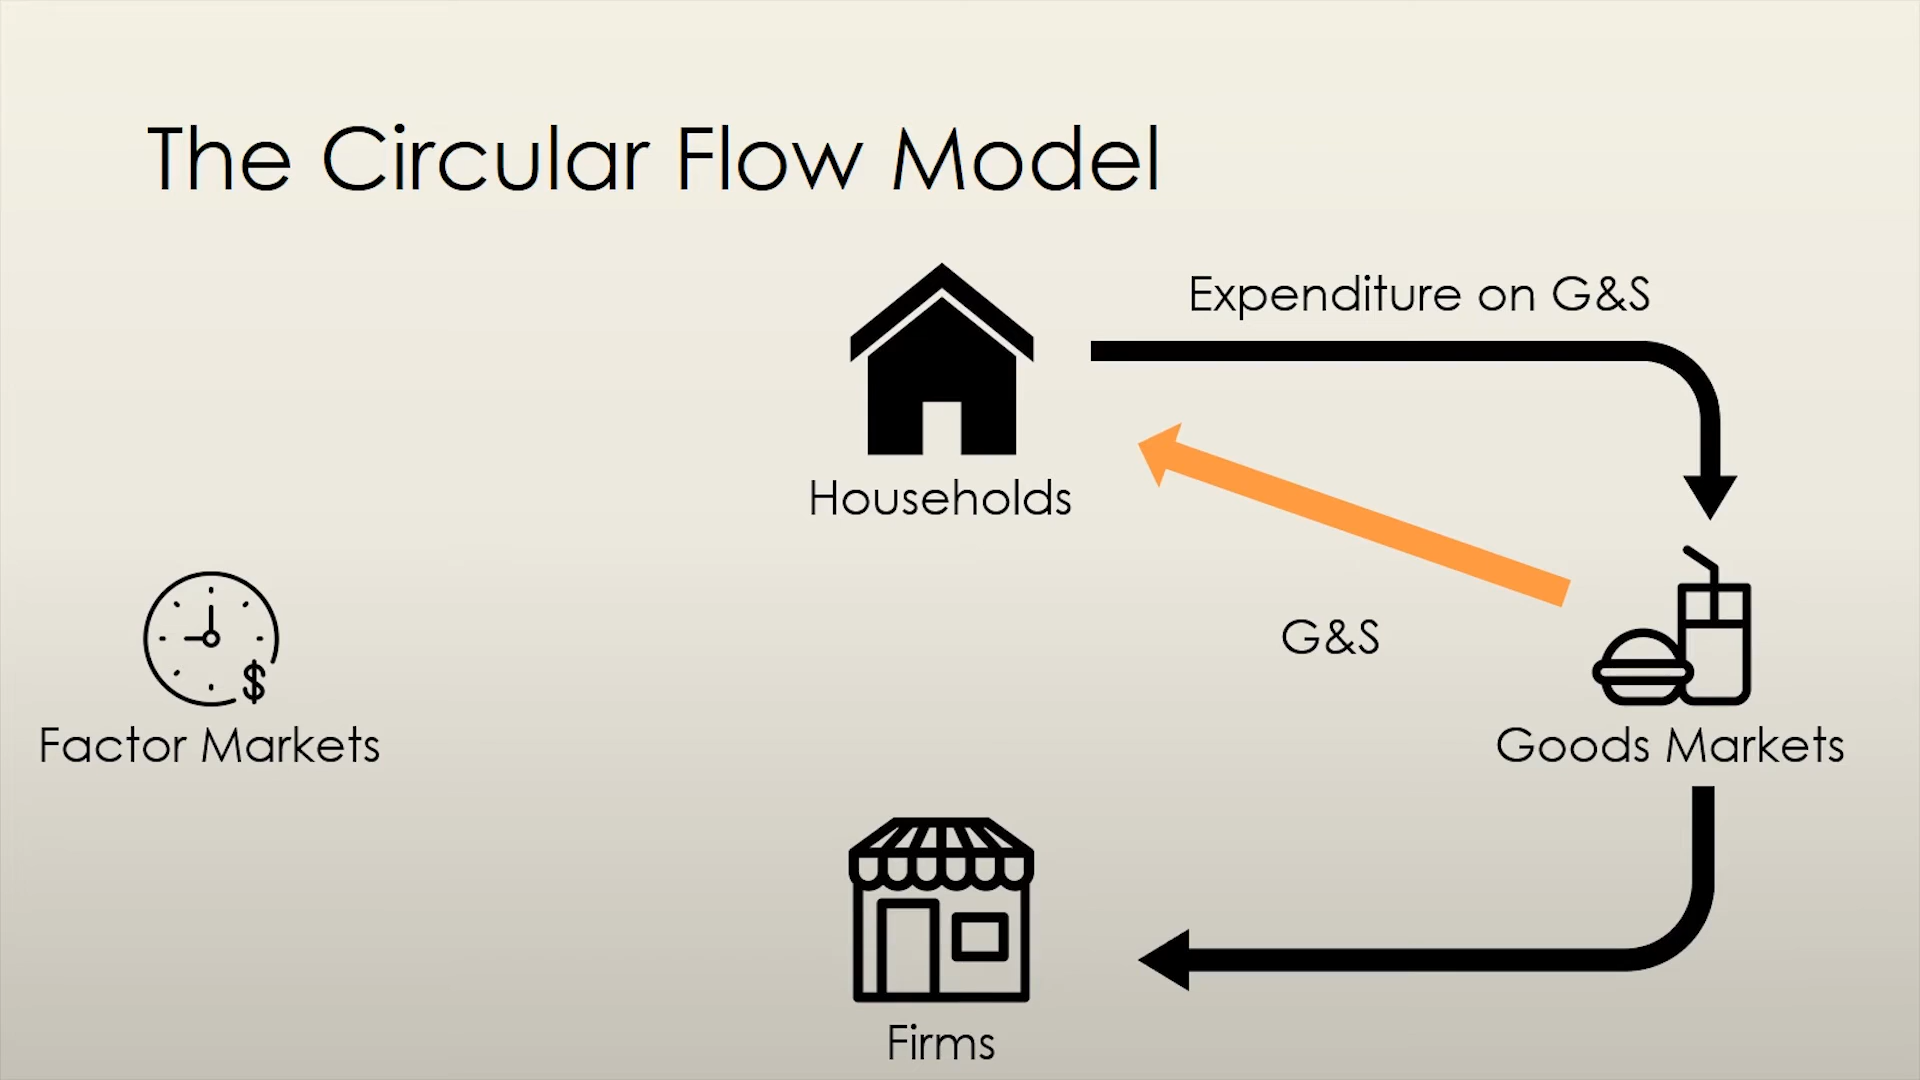 The Circular Flow Model
Expenditure on G&S
Households
G&S
$
Factor Markets
Goods Markets
Firms